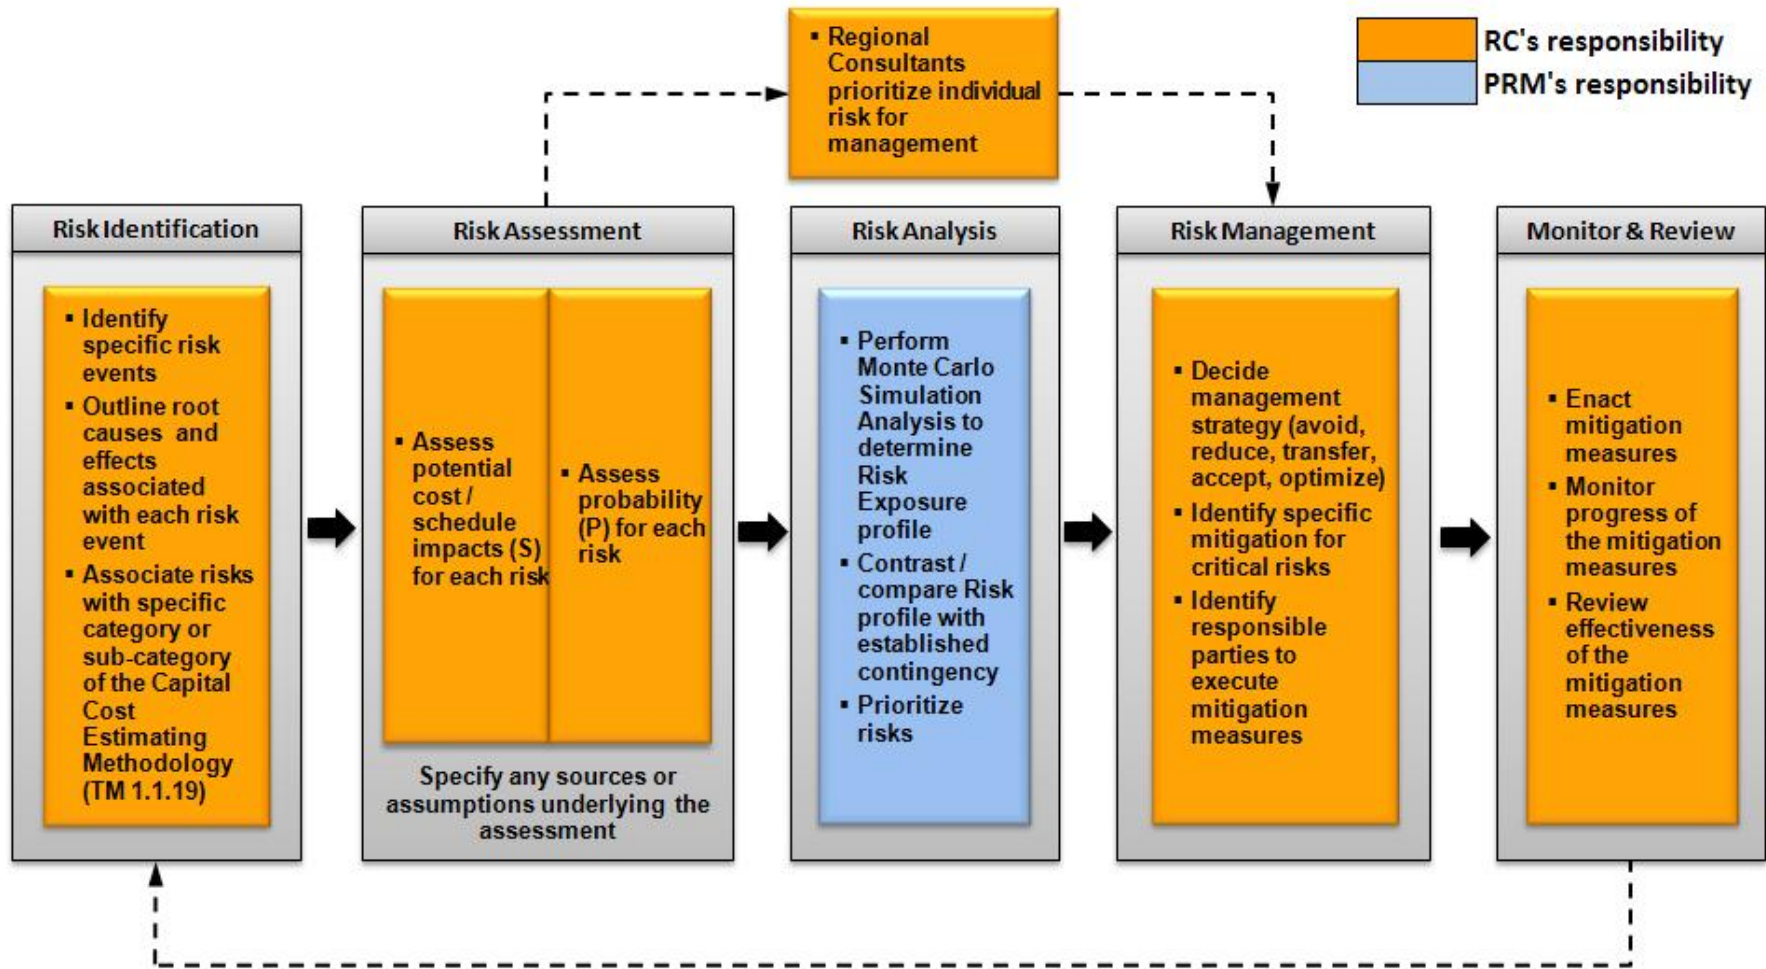 ▪ Regional
Consultants
prioritize individual
risk for
management
RC's responsibility
PRM's responsibility
Risk Identification
▪ Identify
specific risk
events
▪ Outline root
causes and
effects
associated
with each risk
event
▪ Associate risks
with specific
category or
sub-category
of the Capital
Cost
Estimating
Methodology
(TM 1.1.19)
Risk Assessment
▪ Assess
potential
cost /
schedule
impacts (S)
for each risk
▪ Assess
probability
(P) for each
risk
Specify any sources or
assumptions underlying the
assessment
Risk Analysis
▪ Perform
Monte Carlo
Simulation
Analysis to
determine
Risk
Exposure
profile
▪ Contrast /
compare Risk
profile with
established
contingency
▪ Prioritize
risks
Risk Management
▪ Decide
management
strategy (avoid,
reduce, transfer,
accept, optimize)
▪ Identify specific
mitigation for
critical risks
▪ Identify
responsible
parties to
execute
mitigation
measures
Monitor & Review
▪ Enact
mitigation
measures
▪ Monitor
progress of
the mitigation
measures
▪ Review
effectiveness
of the
mitigation
measures